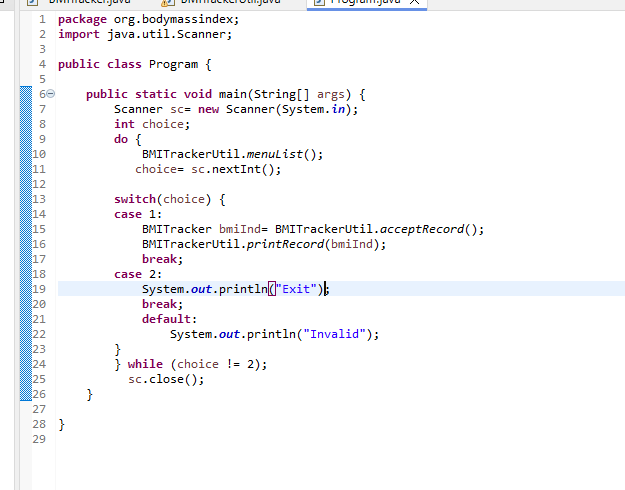 Program.java
1 package org.bodymassindex;
2 import java.util.Scanner;
3
4 public class Program {
5
6 public static void main(String[] args) {
7 Scanner sc= new Scanner(System.in);
8 int choice;
9 do {
10 BMITrackerUtil.menuList();
11 choice= sc.nextInt();
12
13 switch(choice) {
14 case 1:
15 BMITracker bmiInd= BMITrackerUtil.acceptRecord();
16 BMITrackerUtil.printRecord(bmiInd);
17 break;
18 case 2:
19 System.out.println("Exit");
20 break;
21 default:
22 System.out.println("Invalid");
23 }
24 } while (choice != 2);
25 sc.close();
26 }
27
28 }
29